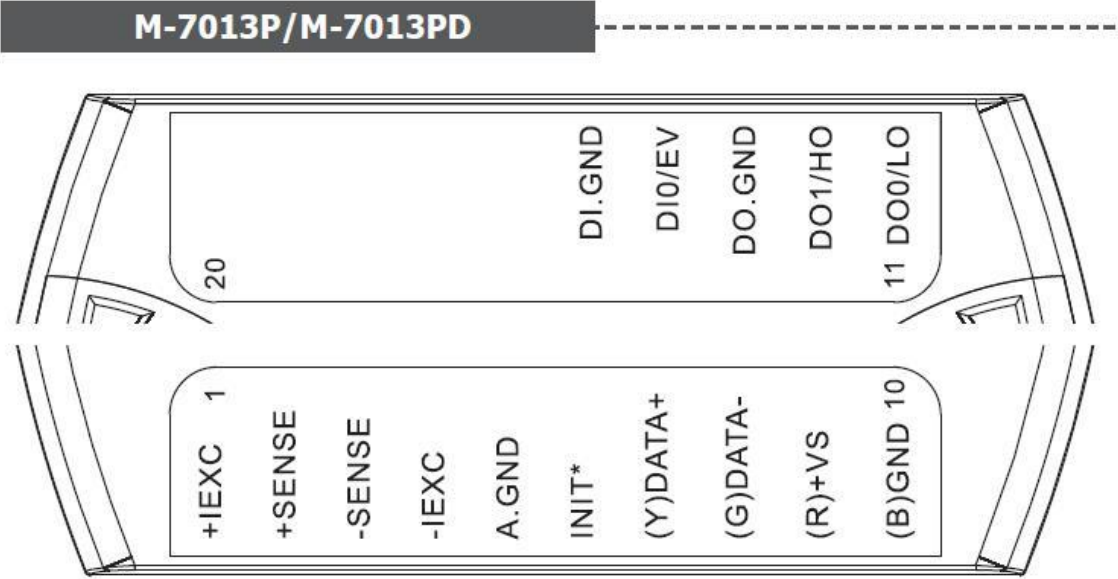 M-7013P/M-7013PD
20
DI.GND
DI0/EV
DO.GND
DO1/HO
11 DO0/LO
+IEXC 1
+SENSE
-SENSE
-IEXC
A.GND
INIT*
(Y)DATA+
(G)DATA-
(R)+VS
(B)GND 10